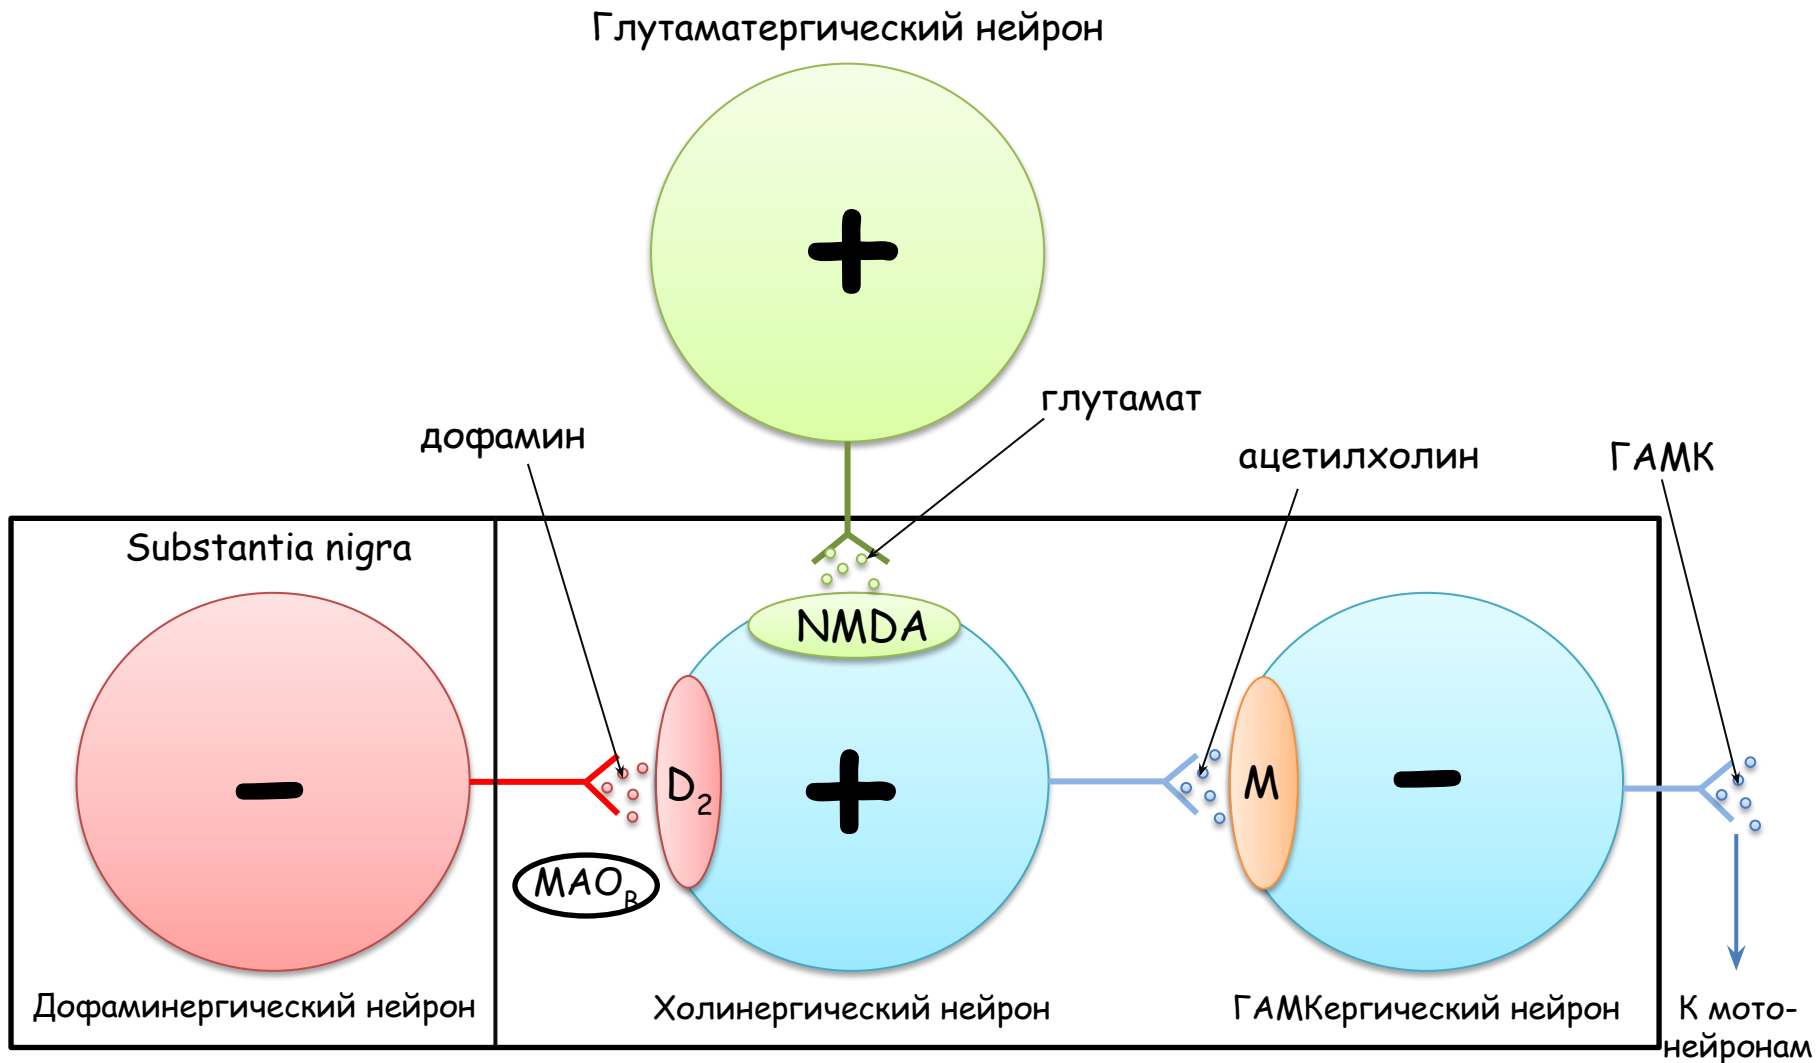 Глутаматергический нейрон
+
глутамат
дофамин
ацетилхолин
ГАМК
Substantia nigra
NMDA
-
D2
+
M
-
MAOB
Дофаминергический нейрон
Холинергический нейрон
ГАМКергический нейрон
К мото-
нейронам